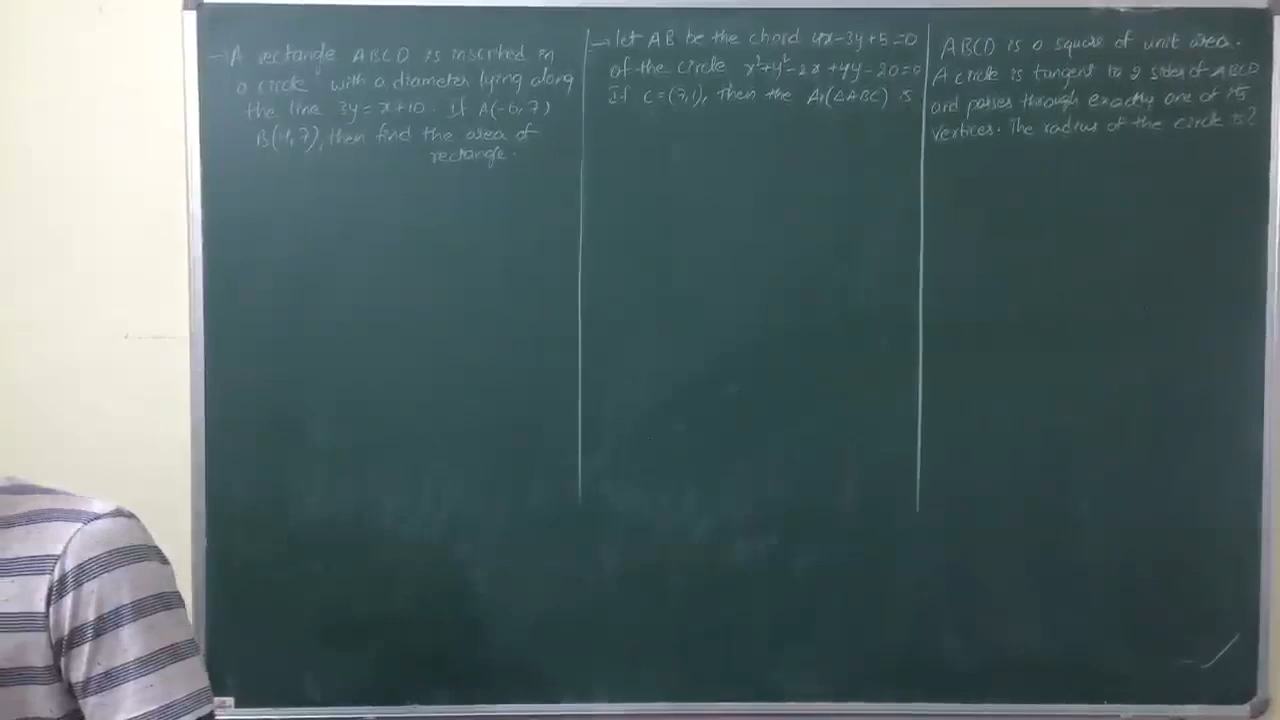 → A rectangle ABCD is inscribed in
a circle with a diameter lying along
the line 3y = x+10. If A(-6, 7)
B(4, 7), then find the area of
rectangle.
→ let AB be the chord 4x-3y+5=0
of the circle x²+y²-2x+4y-20=0
If C=(7,1), then the Ar(△ABC) is
ABCD is a square of unit area.
A circle is tangent to 2 sides of ABCD
and passes through exactly one of its
vertices. The radius of the circle is?